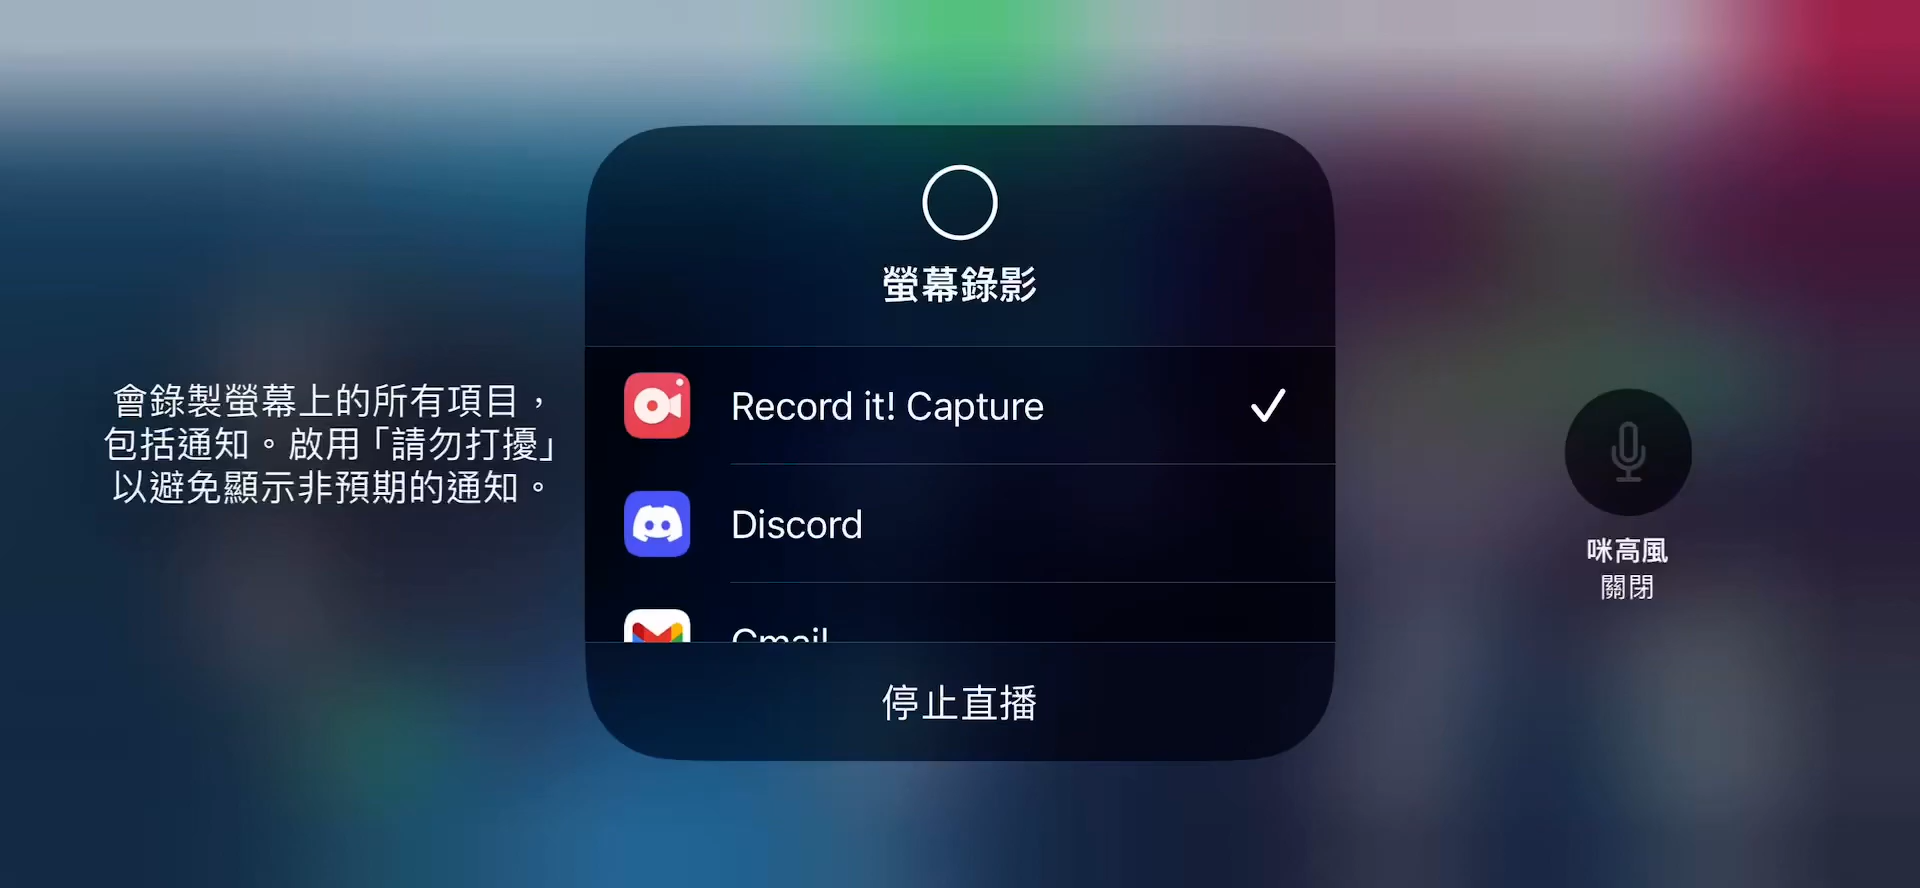 螢幕錄影
會錄製螢幕上的所有項目，
包括通知。啟用「請勿打擾」
以避免顯示非預期的通知。
Record it! Capture
Discord
Gmail
停止直播
咪高風
關閉